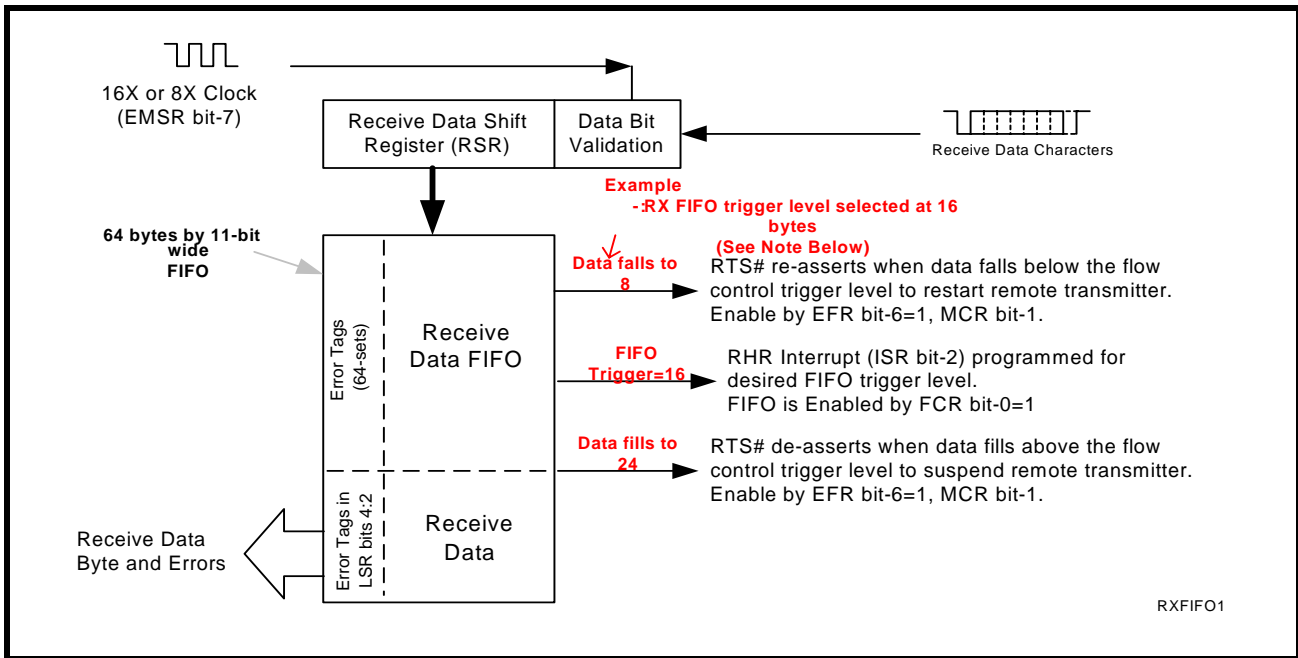 16X or 8X Clock
(EMSR bit-7)
Receive Data Shift
Register (RSR)
Data Bit
Validation
Receive Data Characters
Example
-:RX FIFO trigger level selected at 16
bytes
(See Note Below)
64 bytes by 11-bit
wide
FIFO
Data falls to
8
RTS# re-asserts when data falls below the flow
control trigger level to restart remote transmitter.
Enable by EFR bit-6=1, MCR bit-1.
Error Tags
(64-sets)
Receive
Data FIFO
FIFO
Trigger=16
RHR Interrupt (ISR bit-2) programmed for
desired FIFO trigger level.
FIFO is Enabled by FCR bit-0=1
Data fills to
24
RTS# de-asserts when data fills above the flow
control trigger level to suspend remote transmitter.
Enable by EFR bit-6=1, MCR bit-1.
Error Tags in
LSR bits 4:2
Receive
Data
Receive Data
Byte and Errors
RXFIFO1